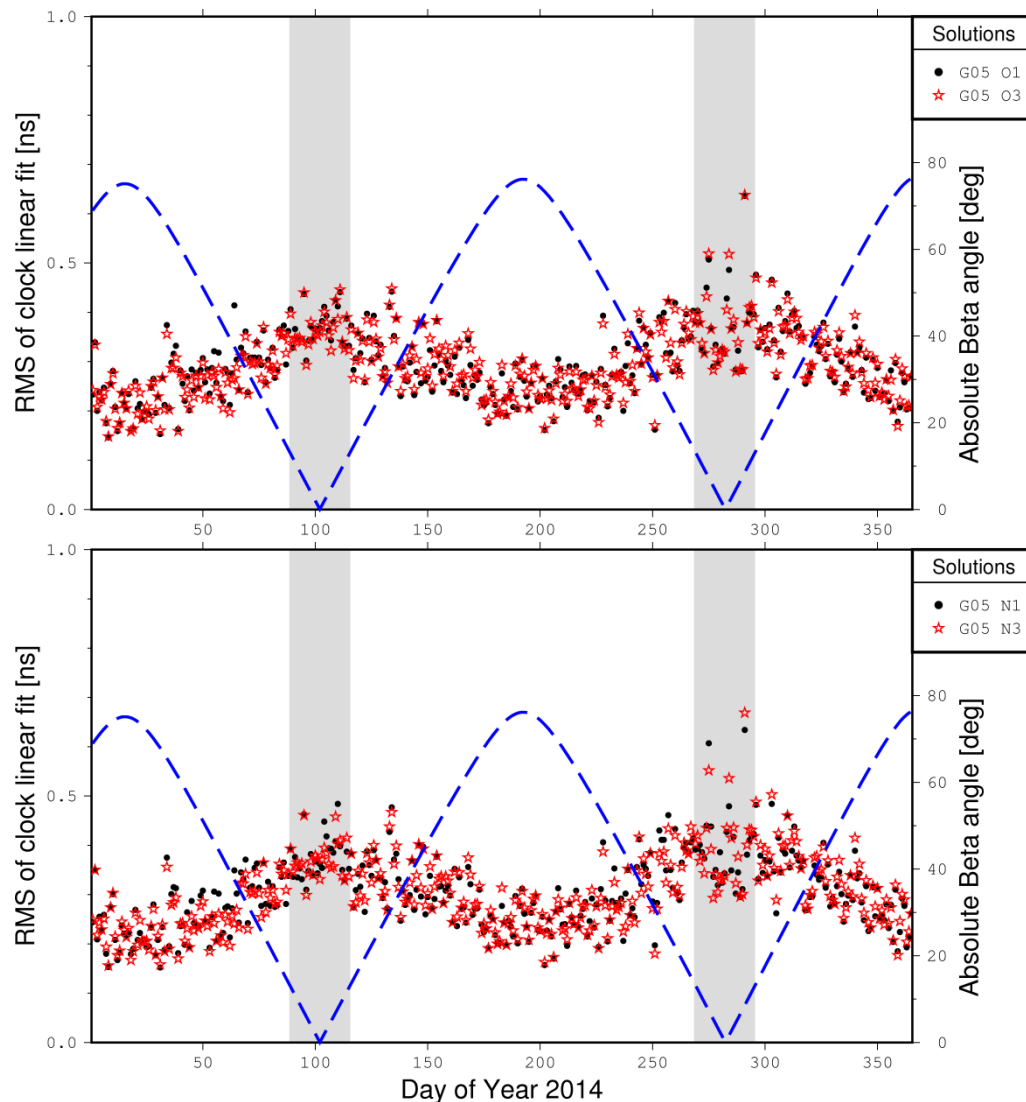 RMS of clock linear fit [ns]
1.0
0.5
0.0
Solutions
G05 O1
G05 O3
80
60
40
20
0
Absolute Beta angle [deg]
50 100 150 200 250 300 350
RMS of clock linear fit [ns]
1.0
0.5
0.0
Solutions
G05 N1
G05 N3
80
60
40
20
0
Absolute Beta angle [deg]
50 100 150 200 250 300 350
Day of Year 2014